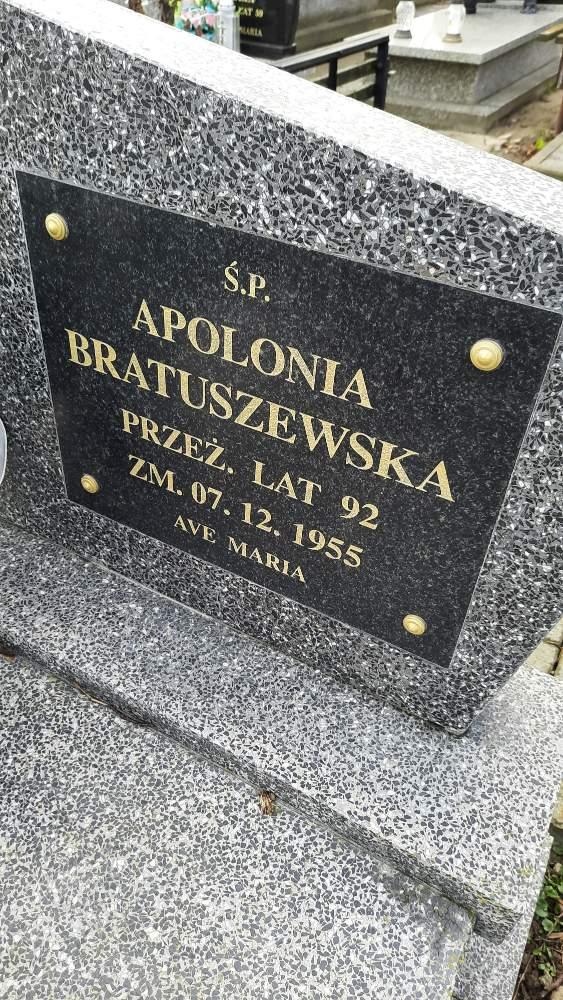 Ś.P.
APOLONIA
BRATUSZEWSKA
PRZEŻ. LAT 92
ZM. 07. 12. 1955
AVE MARIA